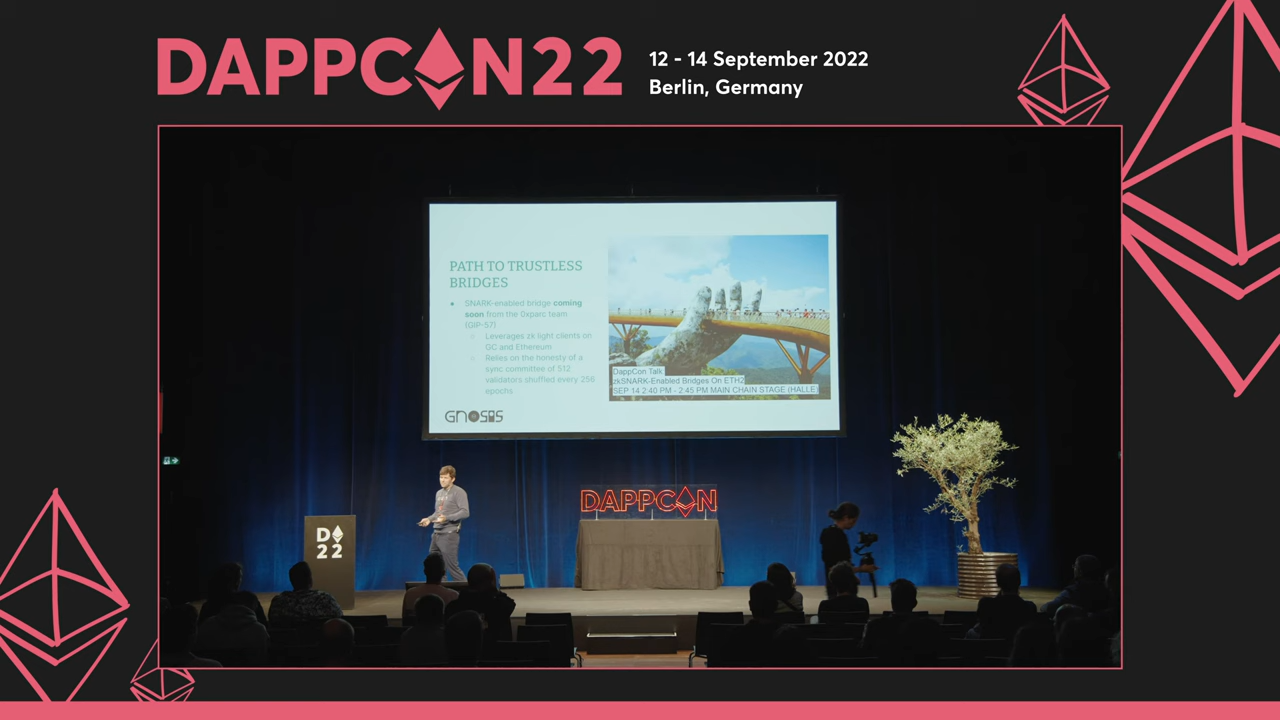 DAPPCON22
12 - 14 September 2022
Berlin, Germany
PATH TO TRUSTLESS
BRIDGES
SNARK-enabled bridge coming
soon from the 0xparc team
(GIP-57)
Leverages zk light clients on
GC and Ethereum
Relies on the honesty of a
sync committee of 512
validators shuffled every 256
epochs
DappCon Talk
zkSNARK-Enabled Bridges On ETH2
SEP 14 2:40 PM - 2:45 PM MAIN CHAIN STAGE (HALLE)
GNOSIS
DAPPCON
D
22